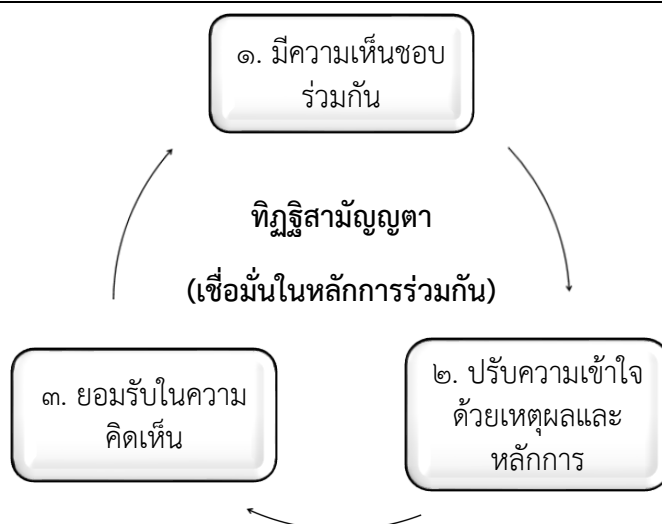 ๑. มีความเห็นชอบ
ร่วมกัน
ทิฏฐิสามัญญตา
(เชื่อมั่นในหลักการร่วมกัน)
๒. ปรับความเข้าใจ
ด้วยเหตุผลและ
หลักการ
๓. ยอมรับในความ
คิดเห็น